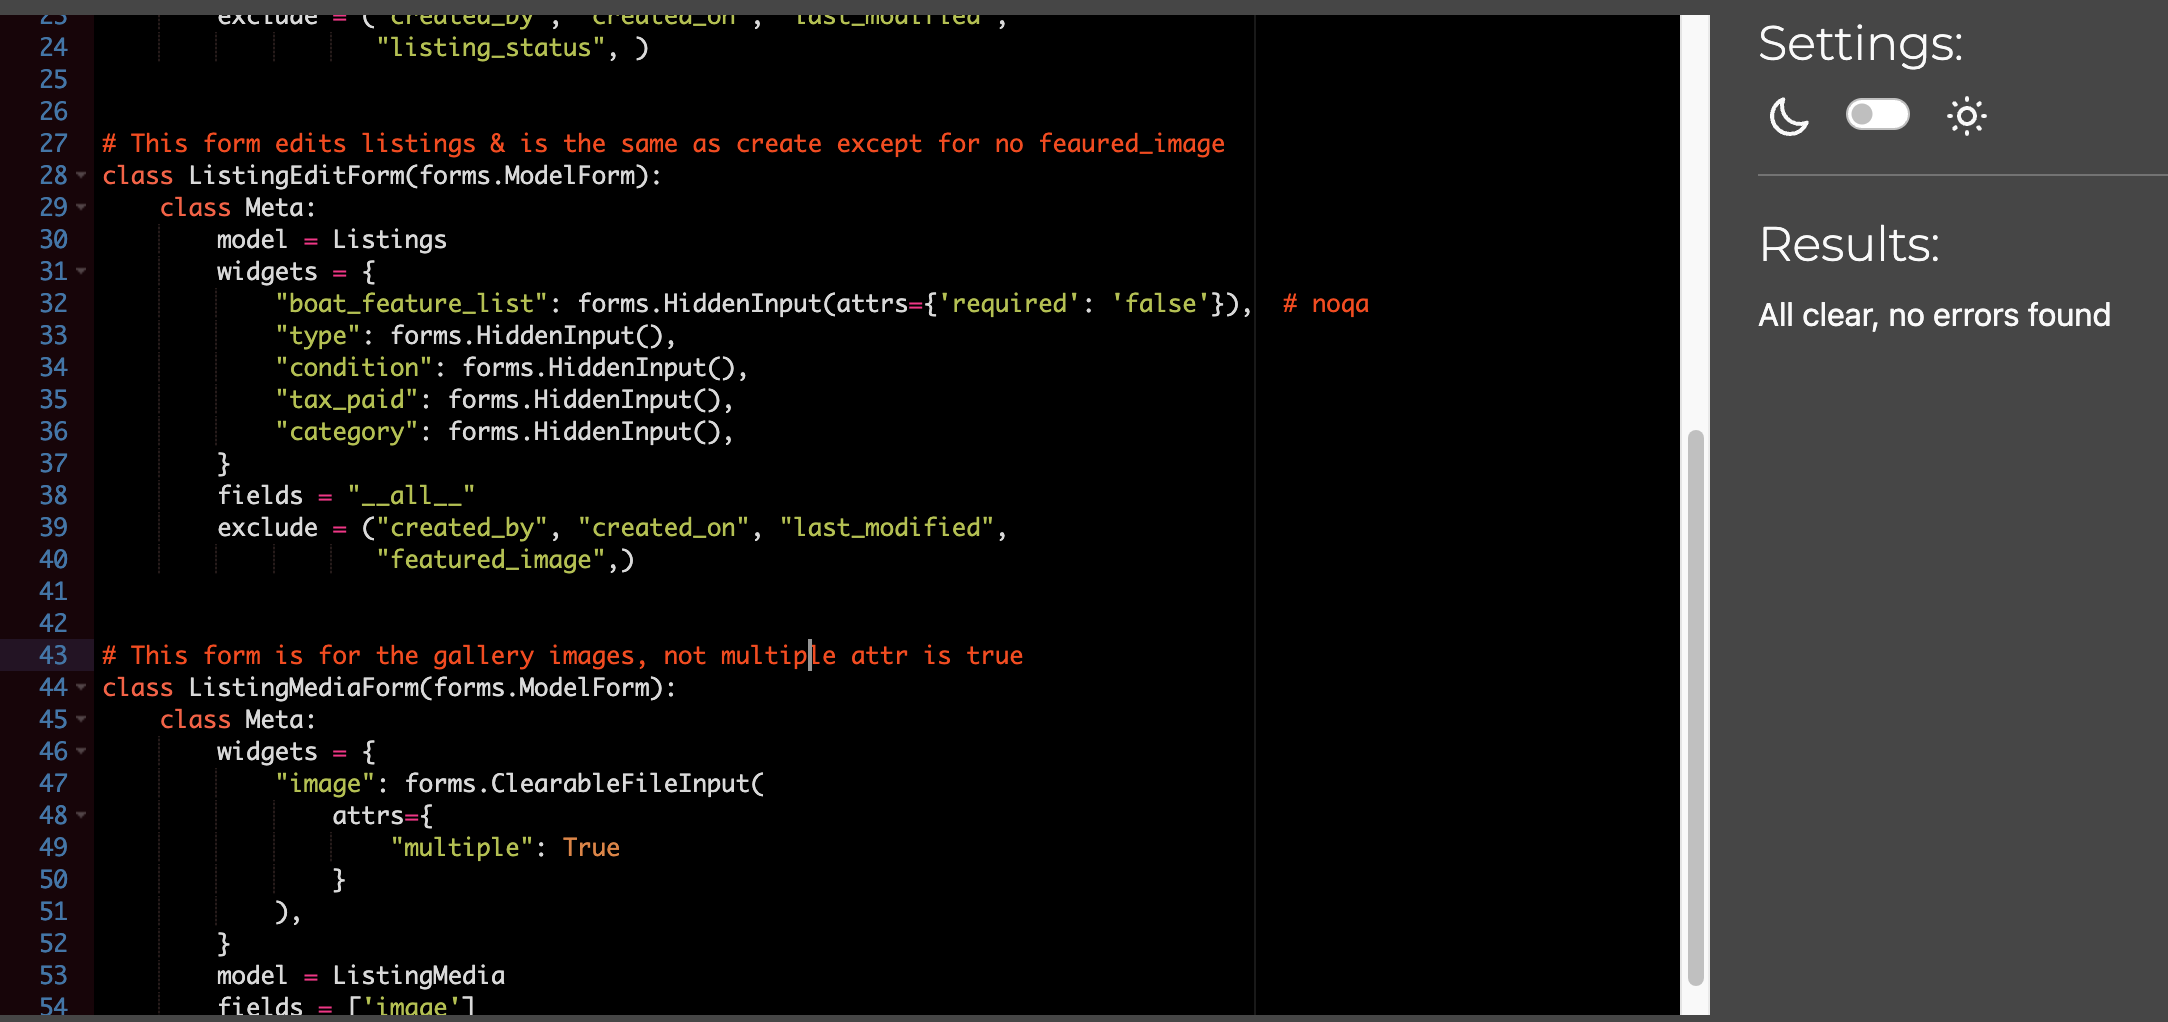 23 exclude = ("created_by", "created_on", "last_modified",
24 "listing_status", )
25
26
27 # This form edits listings & is the same as create except for no feaured_image
28 class ListingEditForm(forms.ModelForm):
29 class Meta:
30 model = Listings
31 widgets = {
32 "boat_feature_list": forms.HiddenInput(attrs={'required': 'false'}),  # noqa
33 "type": forms.HiddenInput(),
34 "condition": forms.HiddenInput(),
35 "tax_paid": forms.HiddenInput(),
36 "category": forms.HiddenInput(),
37 }
38 fields = "__all__"
39 exclude = ("created_by", "created_on", "last_modified",
40 "featured_image",)
41
42
43 # This form is for the gallery images, not multiple attr is true
44 class ListingMediaForm(forms.ModelForm):
45 class Meta:
46 widgets = {
47 "image": forms.ClearableFileInput(
48 attrs={
49 "multiple": True
50 }
51 ),
52 }
53 model = ListingMedia
54 fields = ['image']
Settings:
Results:
All clear, no errors found